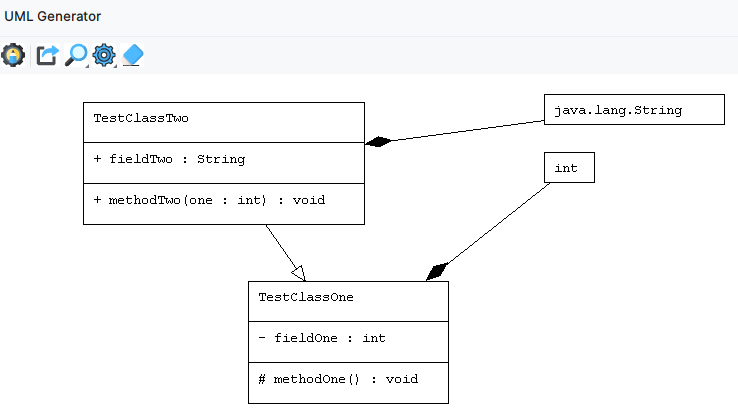 UML Generator
TestClassTwo
+ fieldTwo : String
+ methodTwo(one : int) : void
java.lang.String
int
TestClassOne
- fieldOne : int
# methodOne() : void